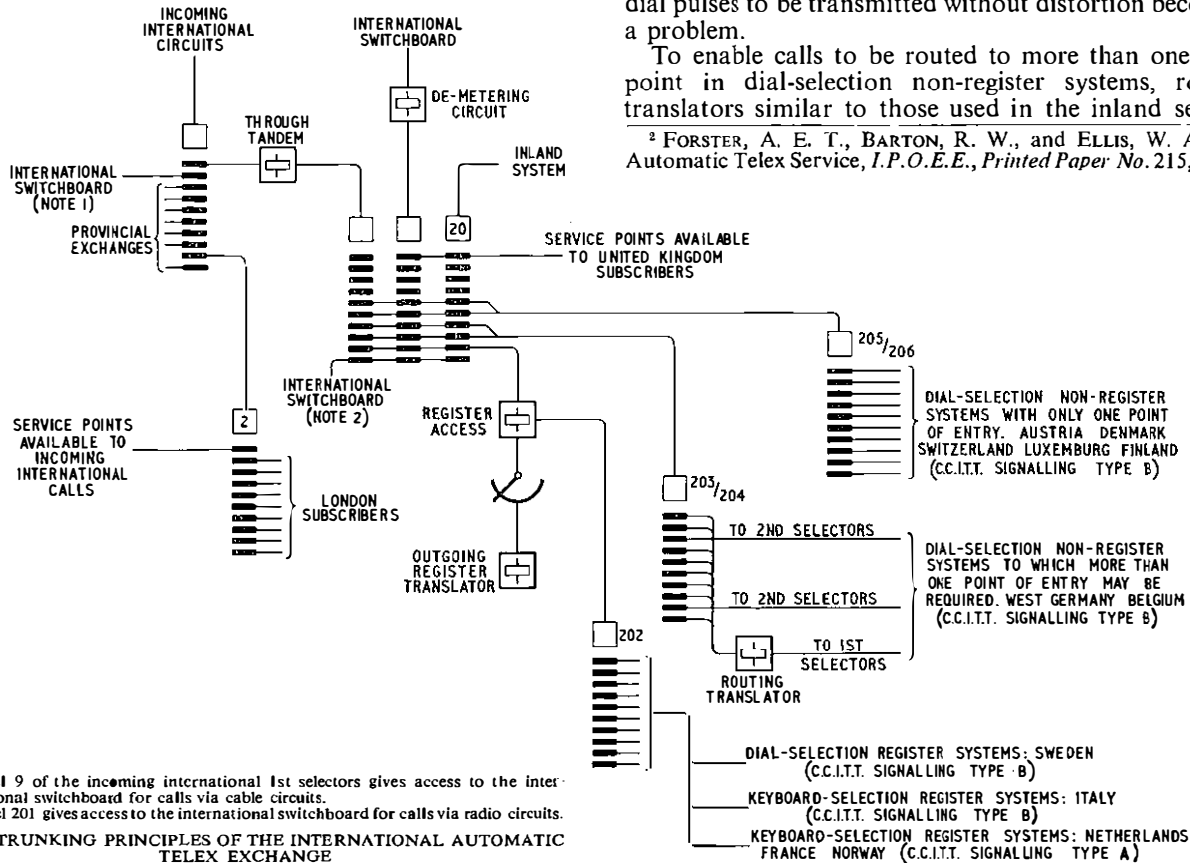 dial pulses to be transmitted without distortion
a problem.
To enable calls to be routed to more than one
point in dial-selection non-register systems,
translators similar to those used in the inland
² FORSTER, A. E. T., BARTON, R. W., and ELLIS, W.
Automatic Telex Service, I.P.O.E.E., Printed Paper No. 215,
INCOMING
INTERNATIONAL
CIRCUITS
INTERNATIONAL
SWITCHBOARD
DE-METERING
CIRCUIT
THROUGH
TANDEM
INLAND
SYSTEM
INTERNATIONAL
SWITCHBOARD
(NOTE 1)
PROVINCIAL
EXCHANGES
20
SERVICE POINTS AVAILABLE
TO UNITED KINGDOM
SUBSCRIBERS
INTERNATIONAL
SWITCHBOARD
(NOTE 2)
REGISTER
ACCESS
205/206
DIAL-SELECTION NON-REGISTER
SYSTEMS WITH ONLY ONE POINT
OF ENTRY. AUSTRIA DENMARK
SWITZERLAND LUXEMBURG FINLAND
(C.C.I.T.T. SIGNALLING TYPE B)
2
SERVICE POINTS
AVAILABLE TO
INCOMING
INTERNATIONAL
CALLS
LONDON
SUBSCRIBERS
203/204
OUTGOING
REGISTER
TRANSLATOR
TO 2ND SELECTORS
TO 2ND SELECTORS
TO 1ST
SELECTORS
ROUTING
TRANSLATOR
DIAL-SELECTION NON-REGISTER
SYSTEMS TO WHICH MORE THAN
ONE POINT OF ENTRY MAY BE
REQUIRED. WEST GERMANY BELGIUM
(C.C.I.T.T. SIGNALLING TYPE B)
202
DIAL-SELECTION REGISTER SYSTEMS: SWEDEN
(C.C.I.T.T. SIGNALLING TYPE B)
KEYBOARD-SELECTION REGISTER SYSTEMS: ITALY
(C.C.I.T.T. SIGNALLING TYPE B)
KEYBOARD-SELECTION REGISTER SYSTEMS: NETHERLANDS
FRANCE NORWAY (C.C.I.T.T. SIGNALLING TYPE A)
9 of the incoming international 1st selectors gives access to the inter-
onal switchboard for calls via cable circuits.
201 gives access to the international switchboard for calls via radio circuits.
TRUNKING PRINCIPLES OF THE INTERNATIONAL AUTOMATIC
TELEX EXCHANGE